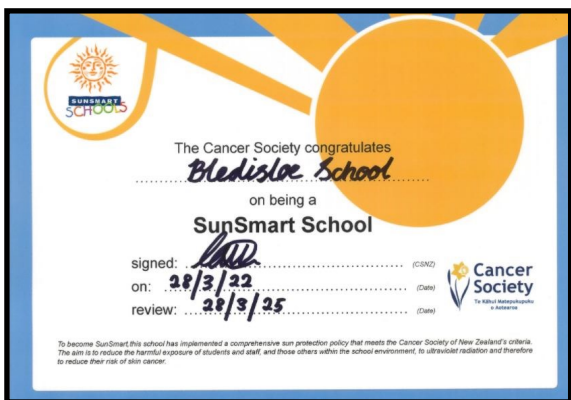 SUNSMART
SCHOOLS
The Cancer Society congratulates
Bledisloe School
on being a
SunSmart School
signed: (CSNZ)
on: 28/3/22 (Date)
review: 28/3/25 (Date)
Cancer
Society
Te Kāhui Matepukupuku
o Aotearoa
To become SunSmart,this school has implemented a comprehensive sun protection policy that meets the Cancer Society of New Zealand's criteria.
The aim is to reduce the harmful exposure of students and staff, and those others within the school environment, to ultraviolet radiation and therefore
to reduce their risk of skin cancer.